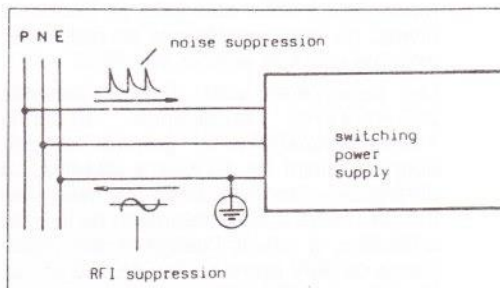 P N E
noise suppression
switching
power
supply
RFI suppression